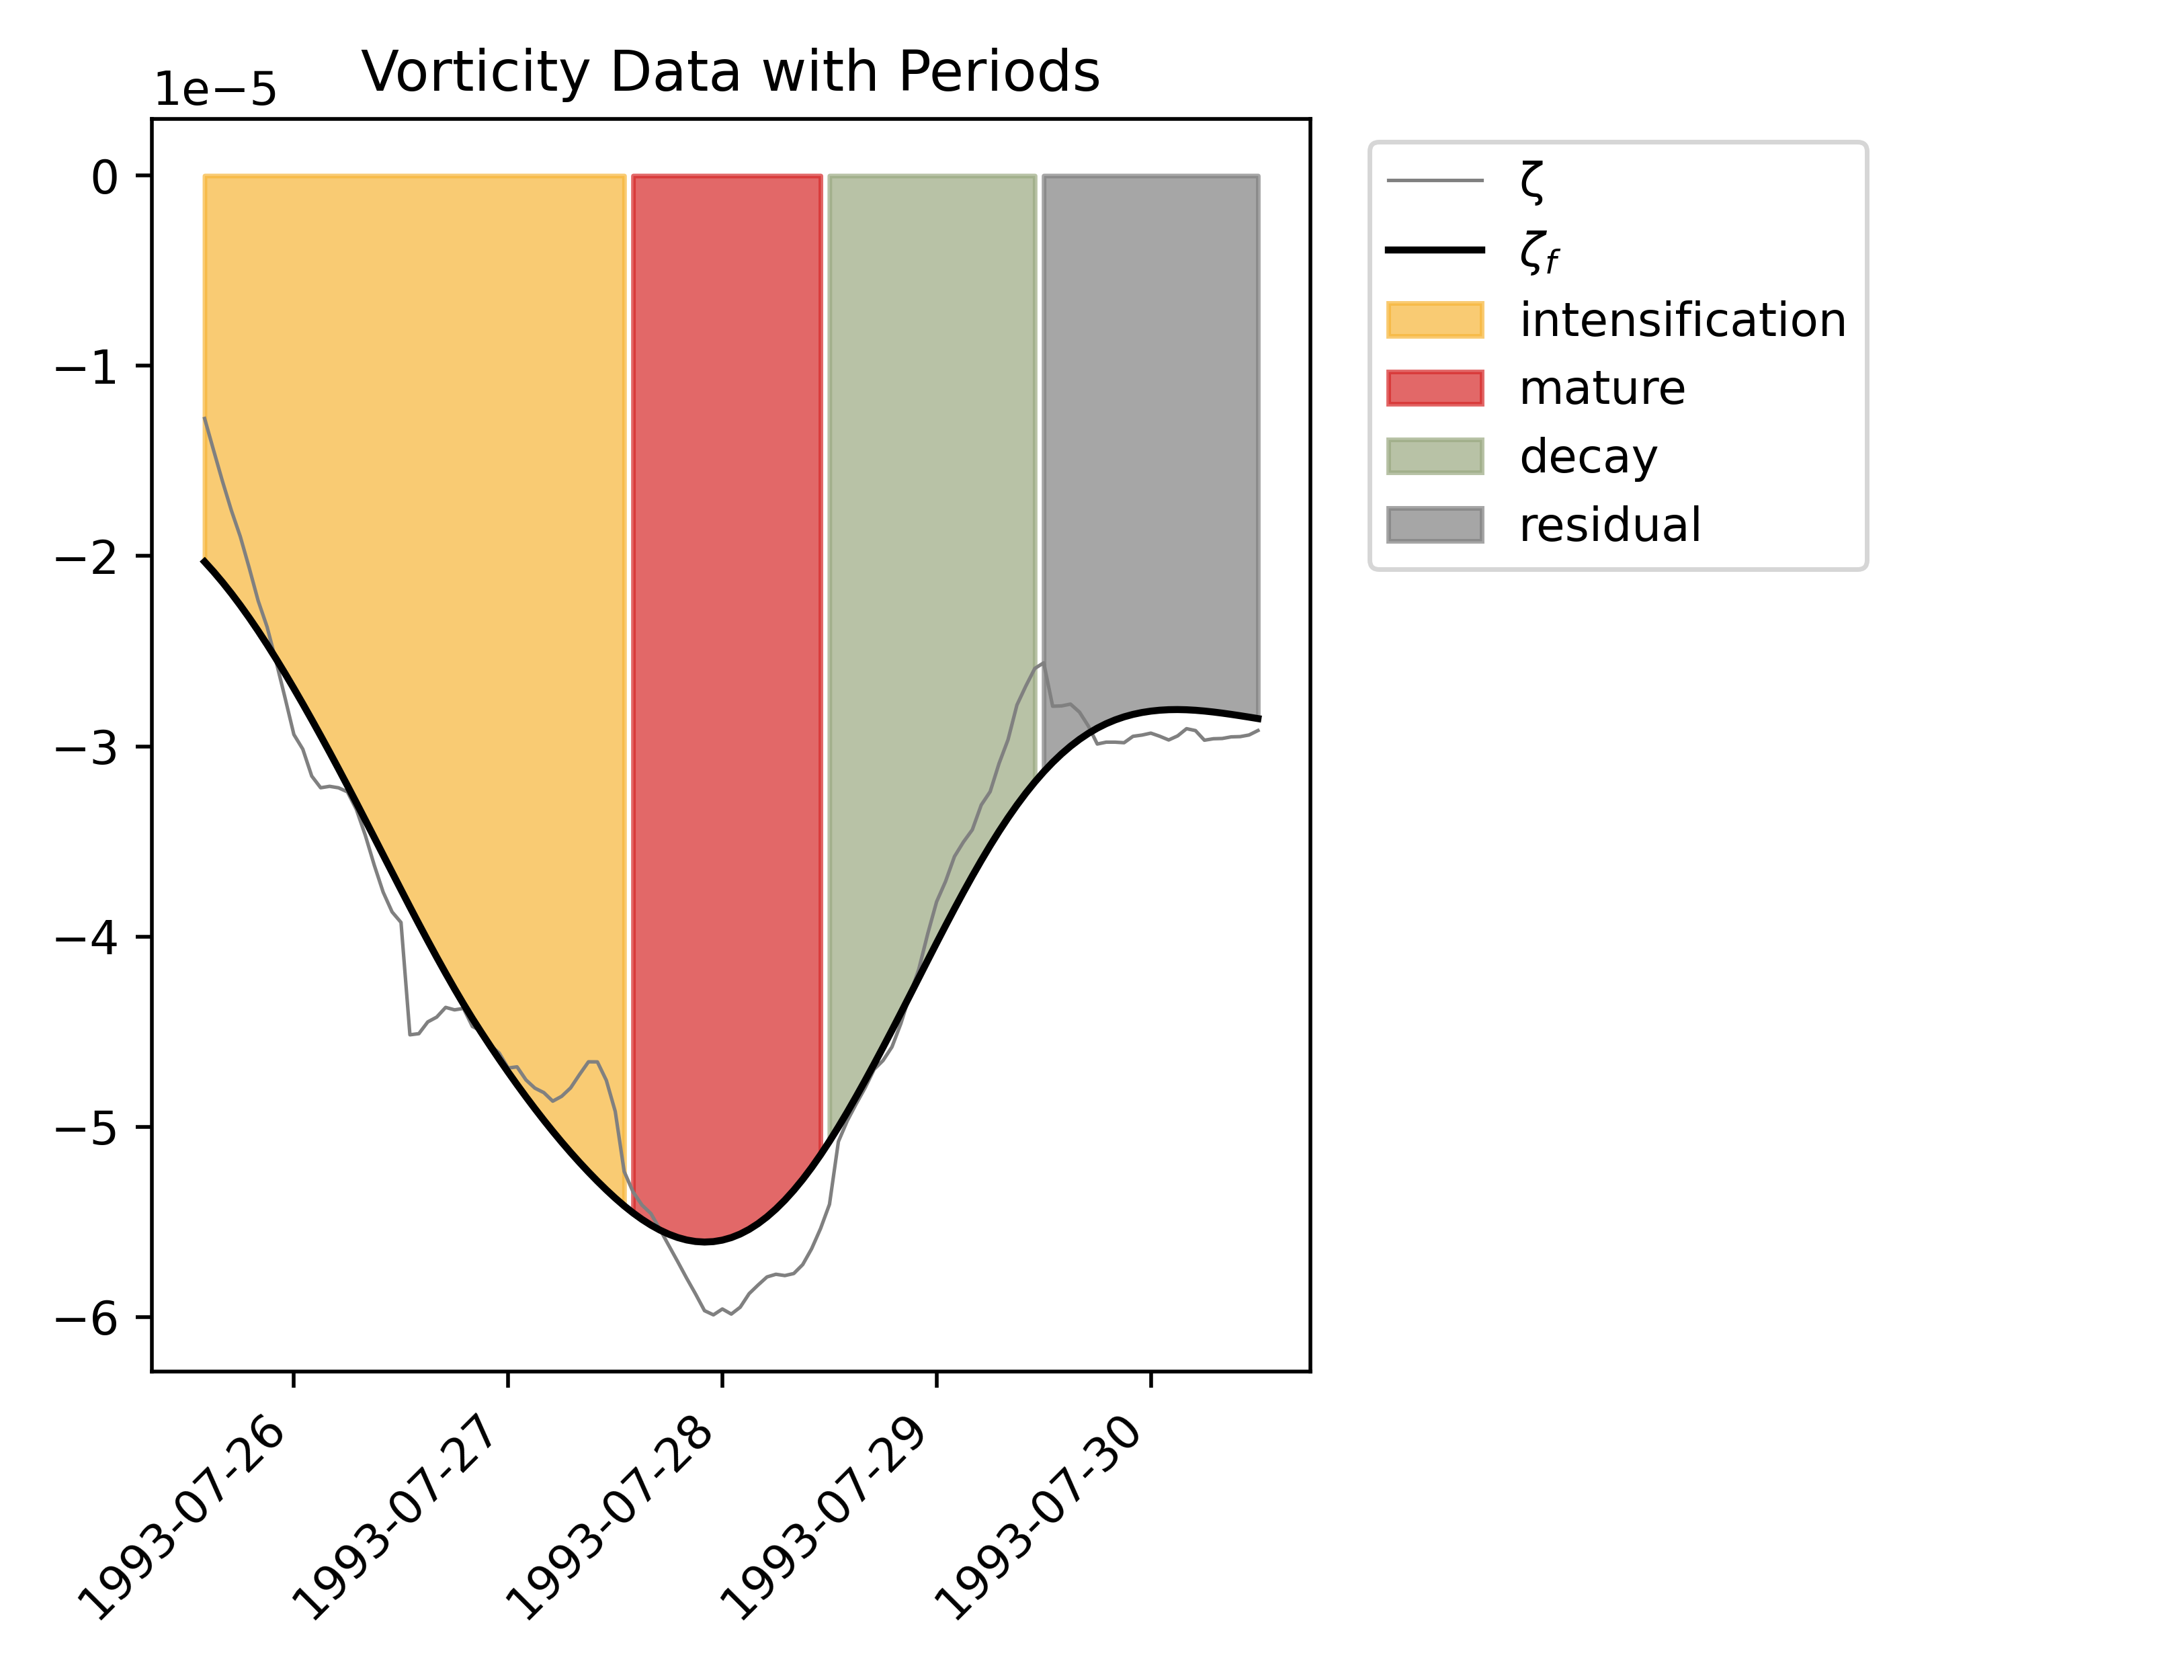 Vorticity Data with Periods
1e−5
0
−1
−2
−3
−4
−5
−6
1993-07-26
1993-07-27
1993-07-28
1993-07-29
1993-07-30
ζ
ζf
intensification
mature
decay
residual